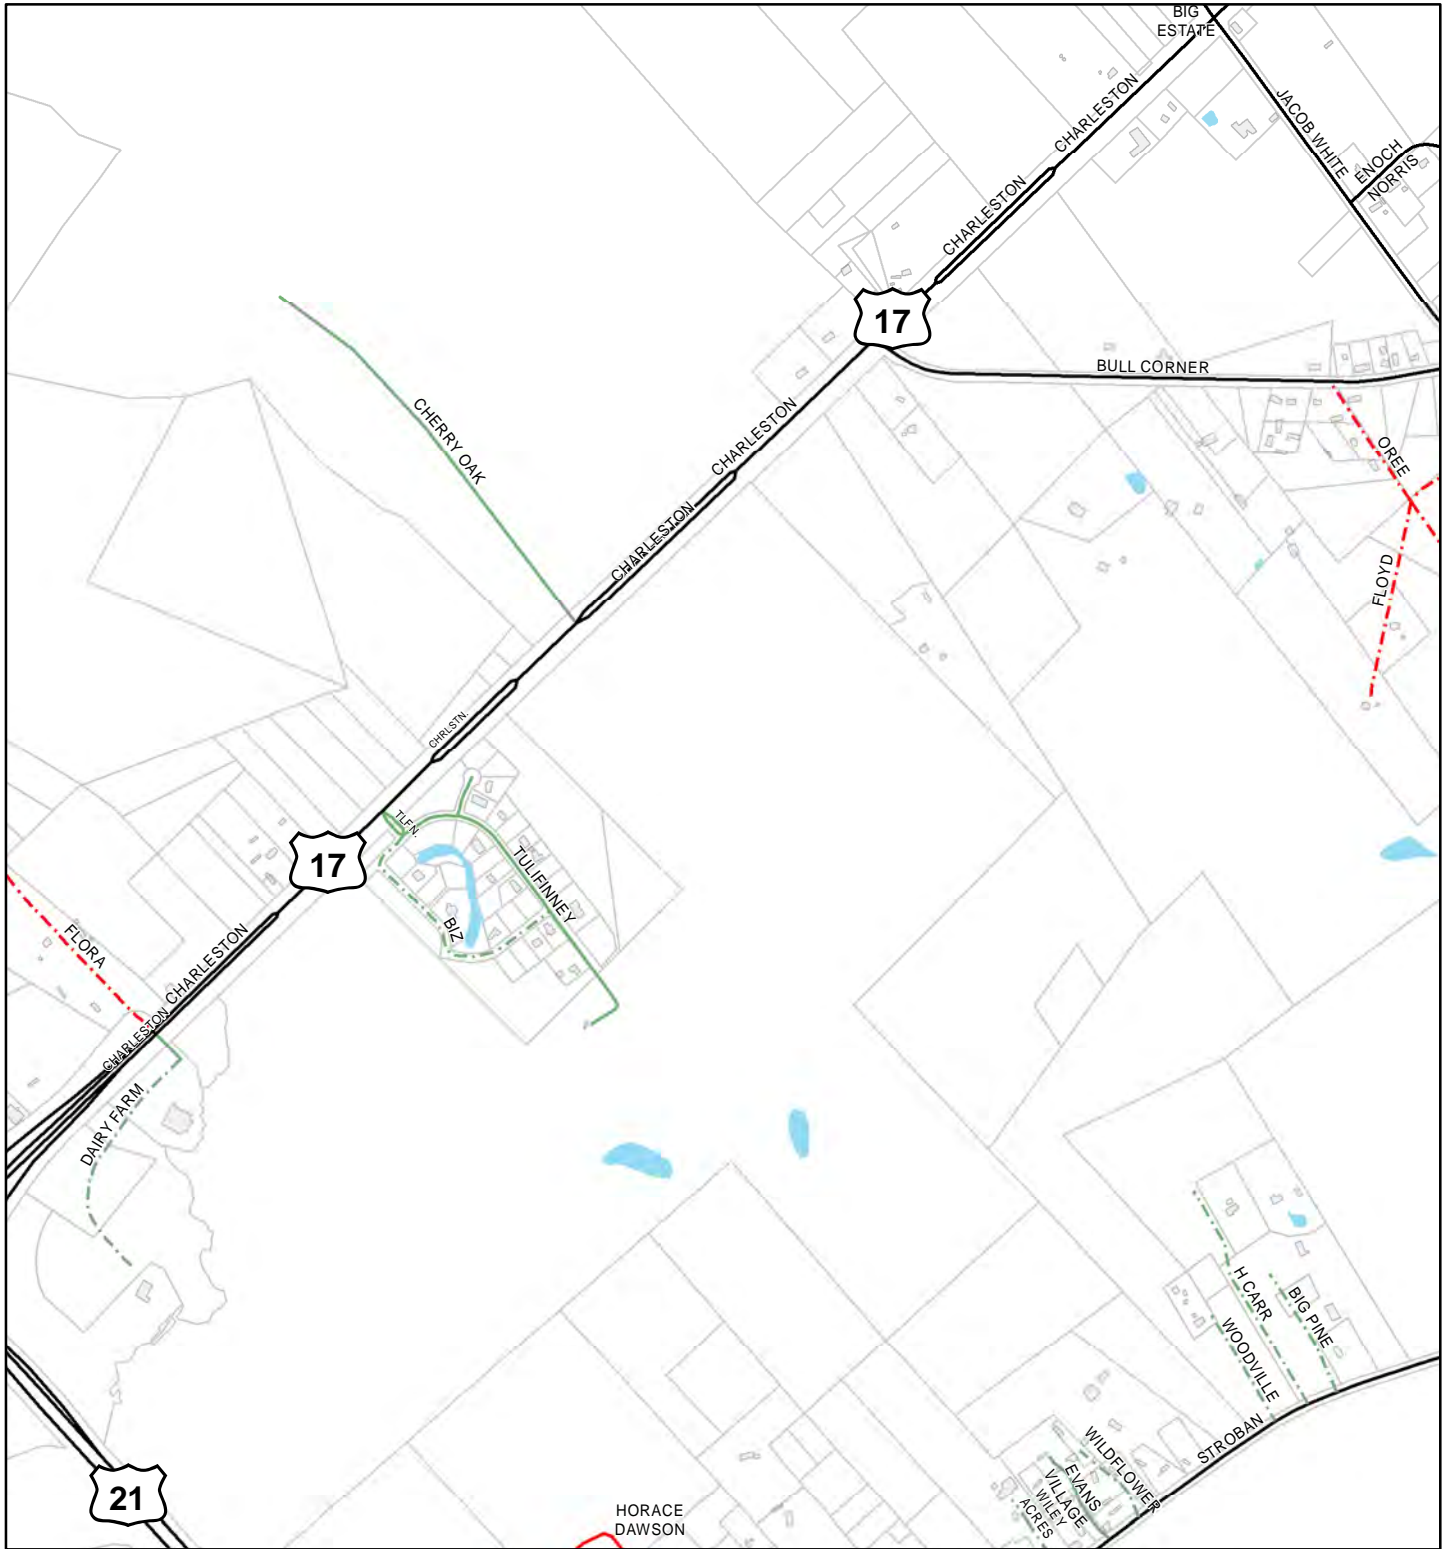 BIG
ESTATE
CHARLESTON
JACOB WHITE
ENOCH
NORRIS
CHARLESTON
17
BULL CORNER
CHERRY OAK
CHARLESTON
OREE
CHARLESTON
FLOYD
CHRLSTN.
TLFN.
17
TULIFINNEY
BIZ
FLORA
CHARLESTON
CHARLESTON
DAIRY FARM
H CARR
BIG PINE
WOODVILLE
STROBAN
WILDFLOWER
EVANS
VILLAGE
WILEY
ACRES
21
HORACE
DAWSON